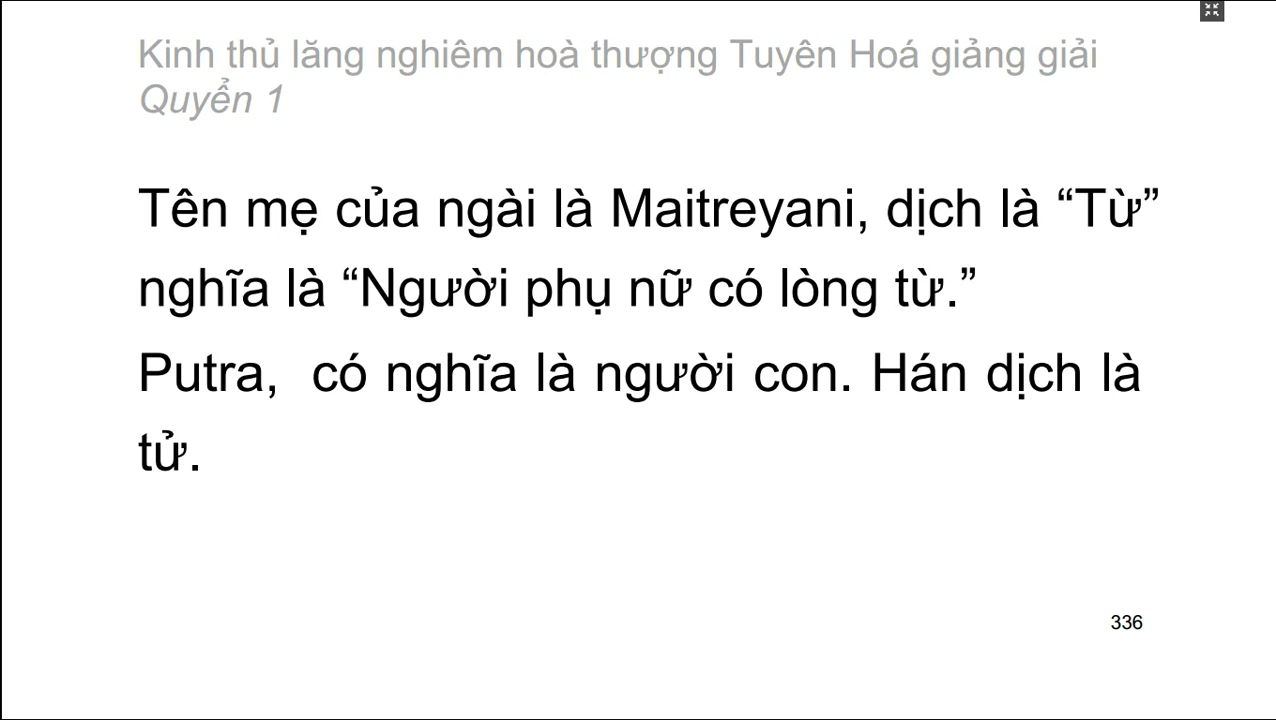 Kinh thủ lăng nghiêm hoà thượng Tuyên Hoá giảng giải
Quyển 1
Tên mẹ của ngài là Maitreyani, dịch là “Từ”
nghĩa là “Người phụ nữ có lòng từ.”
Putra,  có nghĩa là người con. Hán dịch là
tử.
336